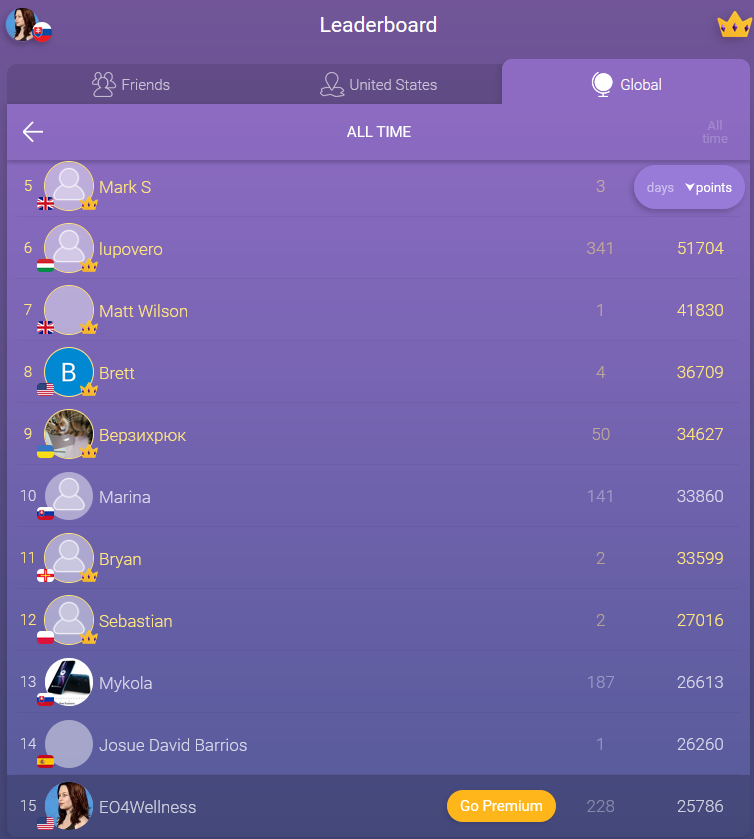 Leaderboard
Friends
United States
Global
ALL TIME
All
time
5 Mark S 3 days points
6 lupovero 341 51704
7 Matt Wilson 1 41830
8 B Brett 4 36709
9 Верзихрюк 50 34627
10 Marina 141 33860
11 Bryan 2 33599
12 Sebastian 2 27016
13 Mykola 187 26613
14 Josue David Barrios 1 26260
15 EO4Wellness Go Premium 228 25786